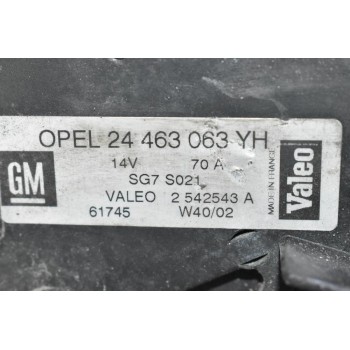 OPEL 24 463 063 YH
14V 70 A
GM
SG7 S021
VALEO 2 542543 A
61745 W40/02
MADE IN FRANCE
Valeo